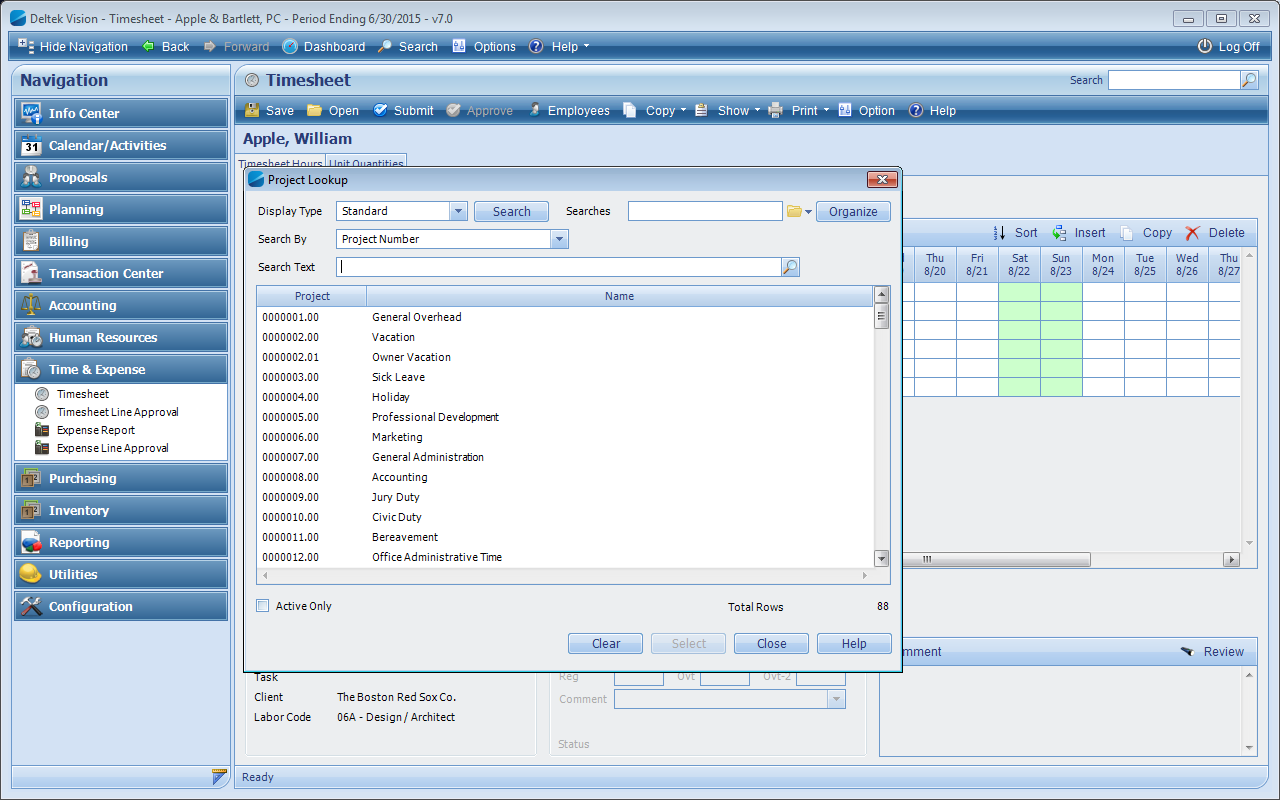 Deltek Vision - Timesheet - Apple & Bartlett, PC - Period Ending 6/30/2015 - v7.0
Hide Navigation Back Forward Dashboard Search Options Help Log Off
Navigation
Info Center
31 Calendar/Activities
Proposals
Planning
Billing
Transaction Center
Accounting
Human Resources
Time & Expense
Timesheet
Timesheet Line Approval
Expense Report
Expense Line Approval
Purchasing
Inventory
Reporting
Utilities
Configuration
Timesheet Search
Save Open Submit Approve Employees Copy Show Print Option Help
Apple, William
Timesheet Hours Unit Quantities
Project Lookup
Display Type Standard Search Searches Organize
Search By Project Number
Search Text
Project Name
0000001.00 General Overhead
0000002.00 Vacation
0000002.01 Owner Vacation
0000003.00 Sick Leave
0000004.00 Holiday
0000005.00 Professional Development
0000006.00 Marketing
0000007.00 General Administration
0000008.00 Accounting
0000009.00 Jury Duty
0000010.00 Civic Duty
0000011.00 Bereavement
0000012.00 Office Administrative Time
Active Only Total Rows 88
Clear Select Close Help
Sort Insert Copy Delete
Thu Fri Sat Sun Mon Tue Wed Thu
8/20 8/21 8/22 8/23 8/24 8/25 8/26 8/27
mment Review
Task
Client The Boston Red Sox Co.
Labor Code 06A - Design / Architect
Reg Ovt Ovt-2
Comment
Status
Ready